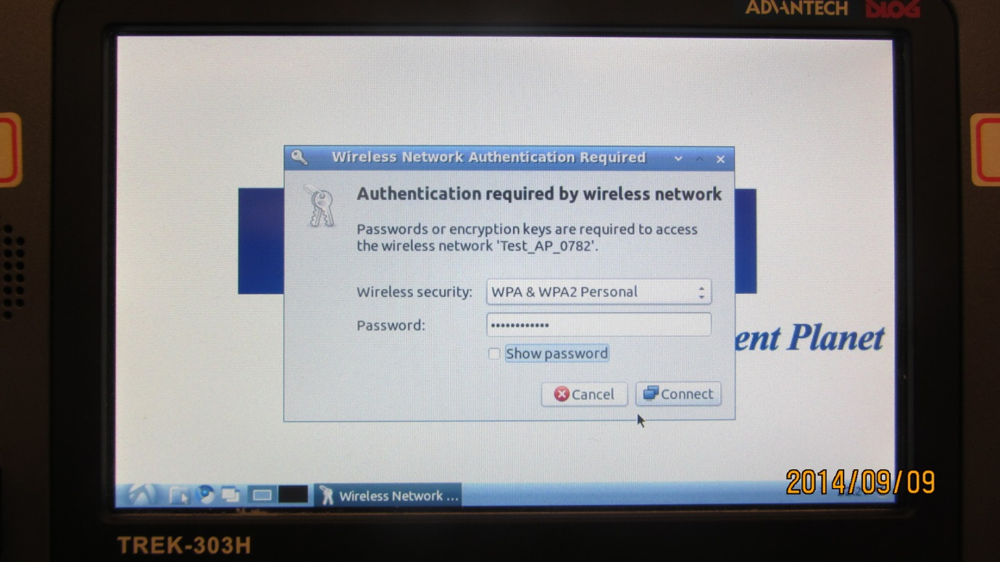 ADVANTECH DLOG
Wireless Network Authentication Required
Authentication required by wireless network
Passwords or encryption keys are required to access
the wireless network 'Test_AP_0782'.
Wireless security: WPA & WPA2 Personal
Password: ••••••••••••
Show password
ent Planet
Cancel Connect
Wireless Network ...
2014/09/09
TREK-303H